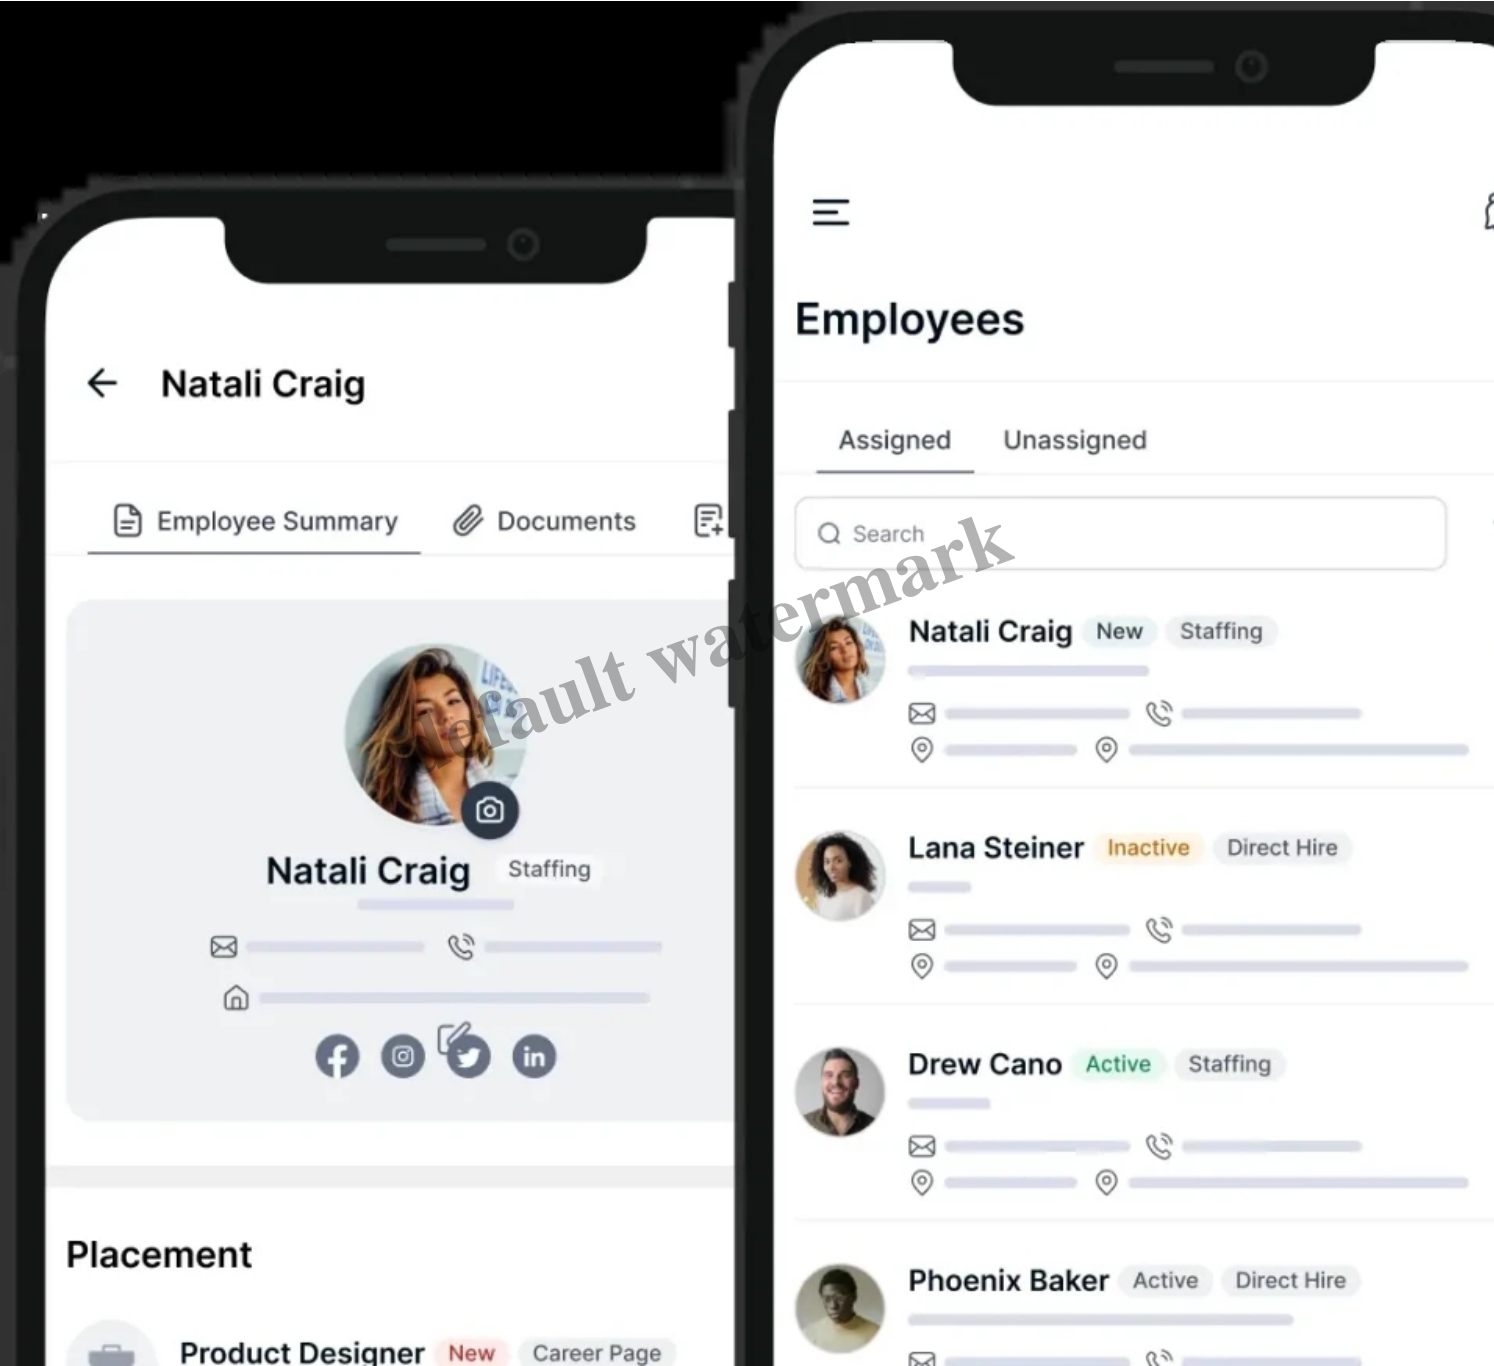 Natali Craig
Employee Summary
Documents
Natali Craig
Staffing
Placement
Product Designer
New
Career Page
Employees
Assigned
Unassigned
Search
Natali Craig
New
Staffing
Lana Steiner
Inactive
Direct Hire
Drew Cano
Active
Staffing
Phoenix Baker
Active
Direct Hire
default watermark